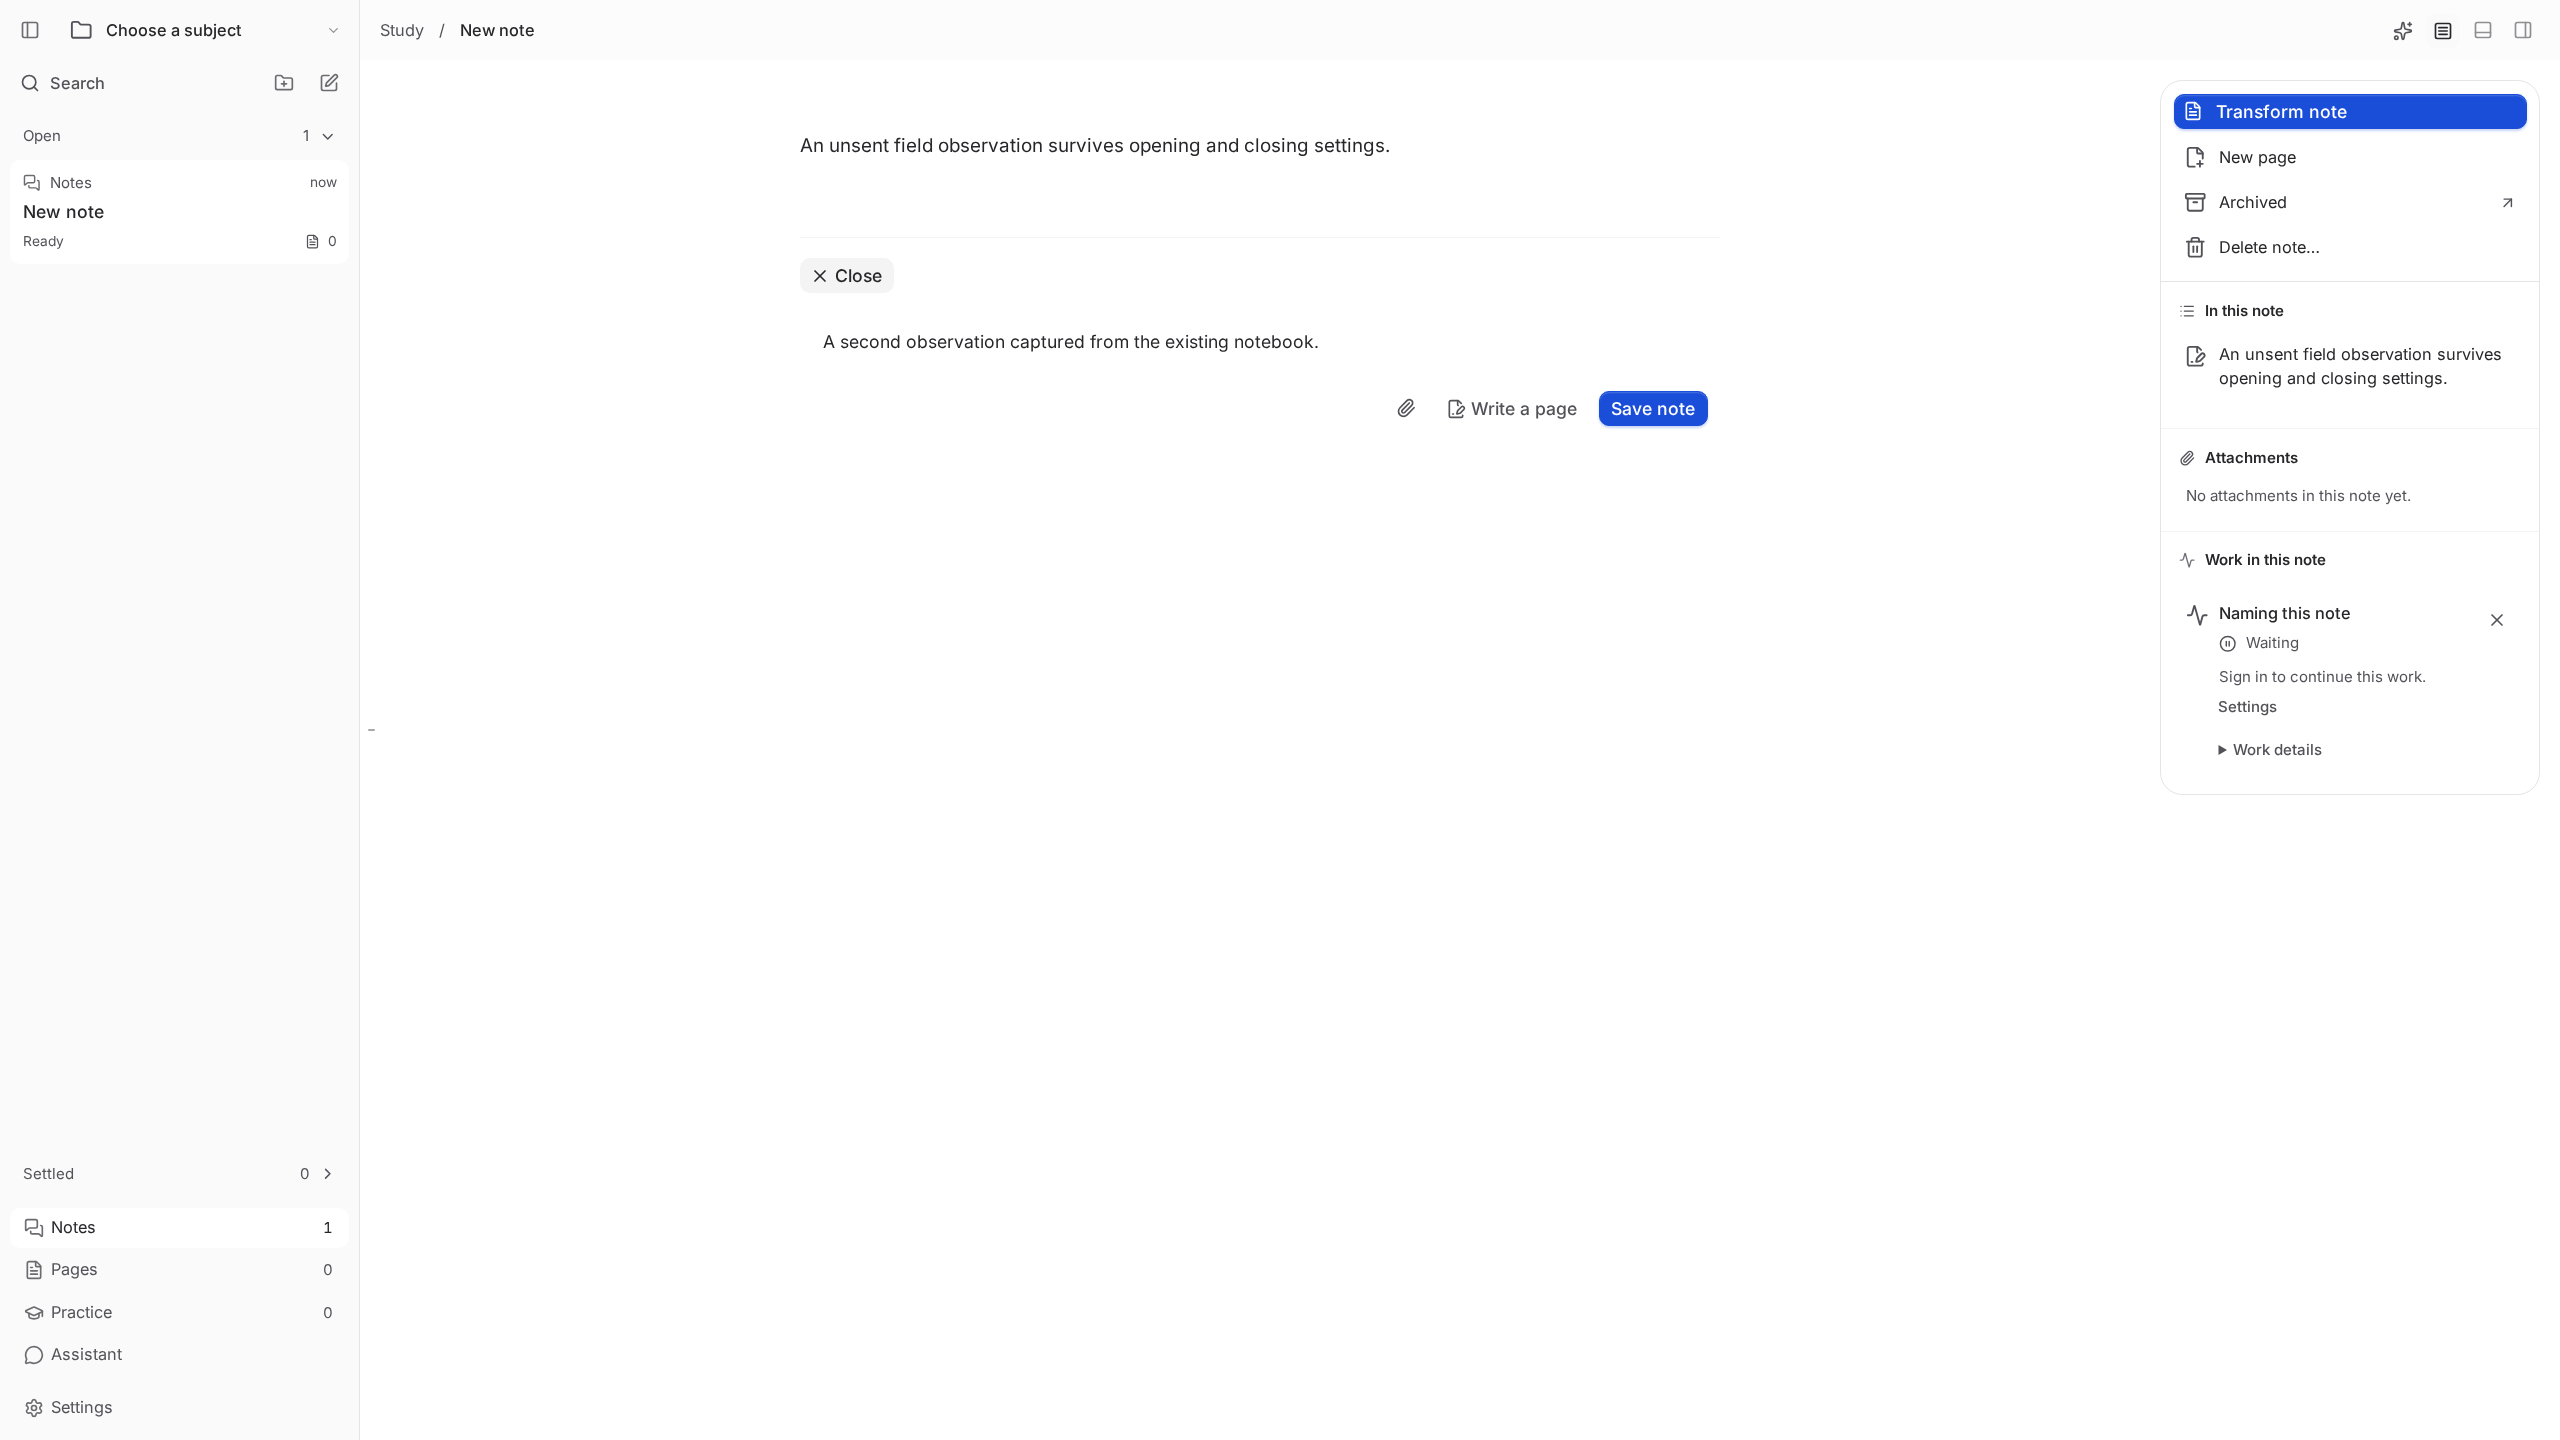 Choose a subject
Search
Open 1
Notes now
New note
Ready 0
Settled 0
Notes 1
Pages 0
Practice 0
Assistant
Settings
Study / New note
An unsent field observation survives opening and closing settings.
Close
A second observation captured from the existing notebook.
Write a page Save note
Transform note
New page
Archived
Delete note...
In this note
An unsent field observation survives
opening and closing settings.
Attachments
No attachments in this note yet.
Work in this note
Naming this note
Waiting
Sign in to continue this work.
Settings
Work details